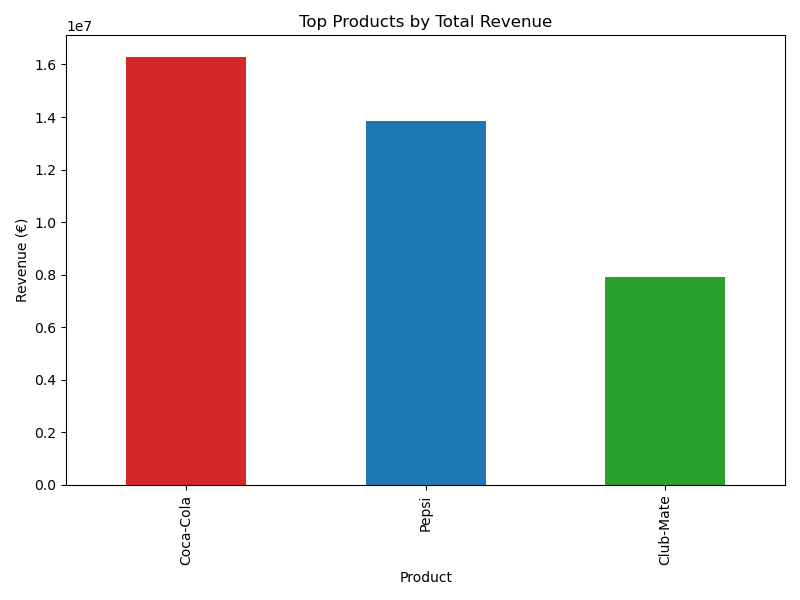 Top Products by Total Revenue
1e7
1.6
1.4
1.2
1.0
0.8
0.6
0.4
0.2
0.0
Revenue (€)
Coca-Cola
Pepsi
Club-Mate
Product